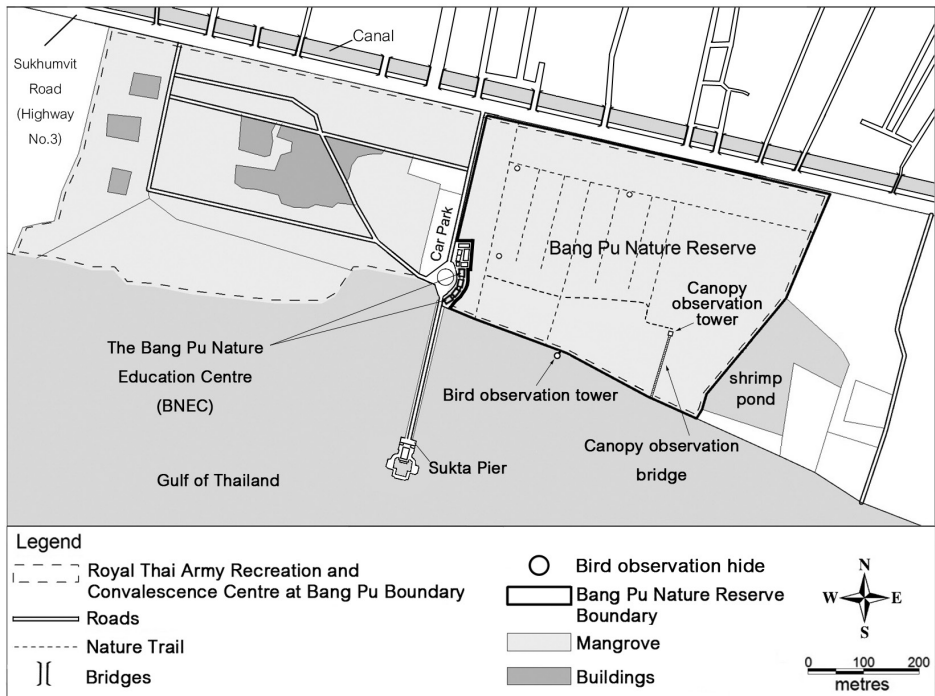 Canal
Sukhumvit
Road
(Highway
No.3)
Car Park
Bang Pu Nature Reserve
Canopy
observation
tower
The Bang Pu Nature
Education Centre
(BNEC)
Bird observation tower
shrimp
pond
Canopy observation
bridge
Sukta Pier
Gulf of Thailand
Legend
Royal Thai Army Recreation and
Convalescence Centre at Bang Pu Boundary
Roads
Nature Trail
Bridges
Bird observation hide
Bang Pu Nature Reserve
Boundary
Mangrove
Buildings
N
W E
S
0 100 200
metres